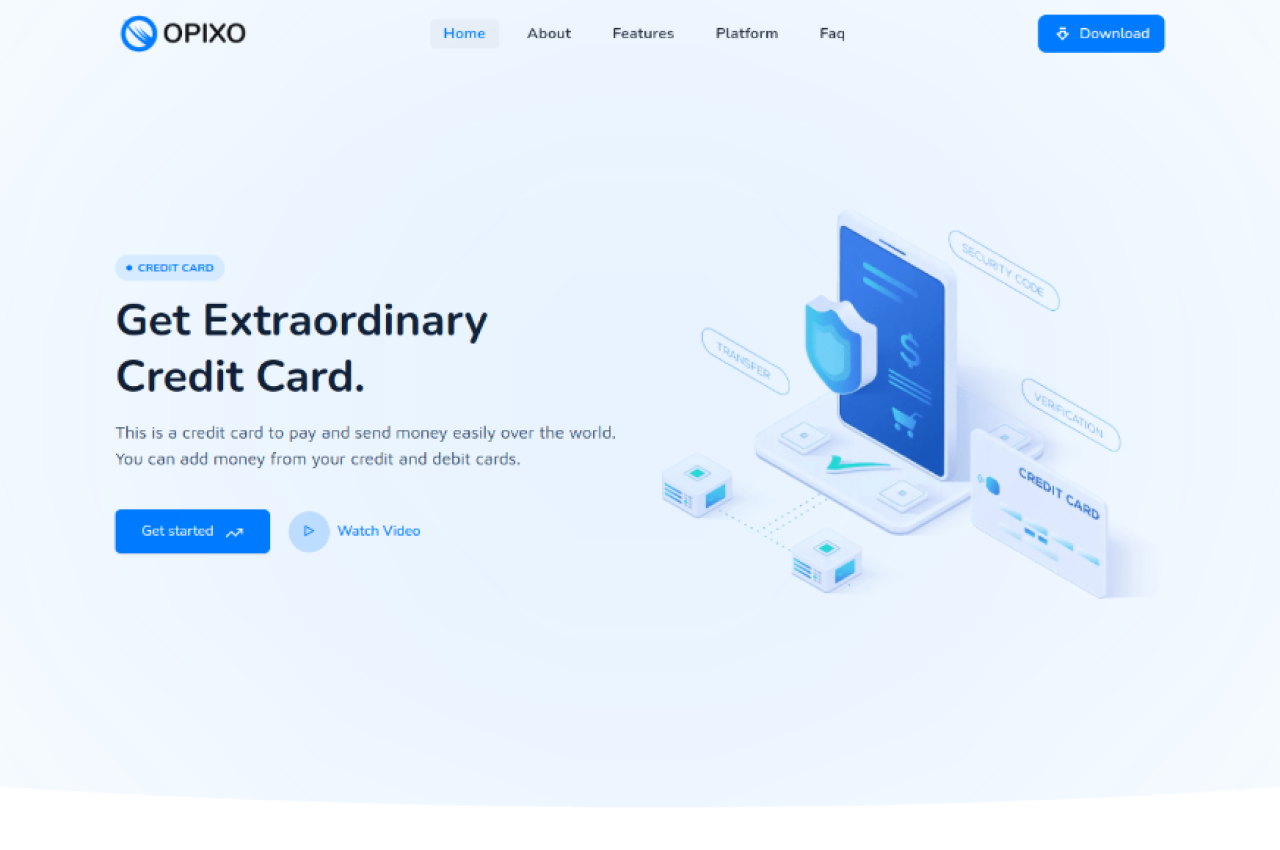 OPIXO
Home
About
Features
Platform
Faq
Download
CREDIT CARD
Get Extraordinary
Credit Card.
This is a credit card to pay and send money easily over the world.
You can add money from your credit and debit cards.
Get started
Watch Video
SECURITY CODE
TRANSFER
$
VERIFICATION
CREDIT CARD